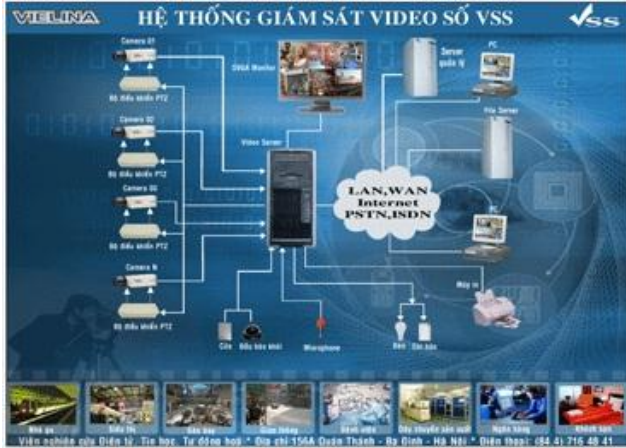 VIELINA
HỆ THỐNG GIÁM SÁT VIDEO SỐ VSS
VSS
Camera 01
Bộ điều khiển PTZ
Camera 02
Bộ điều khiển PTZ
Camera 03
Bộ điều khiển PTZ
Camera N
Bộ điều khiển PTZ
SVGA Monitor
Video Server
Server
quản lý
PC
File Server
LAN,WAN
Internet
PSTN,ISDN
Máy in
Cửa
Đầu báo khói
Microphone
Đèn
Nhà ga
Siêu thị
Sân bay
Giao thông
Bệnh viện
Dây chuyền sản xuất
Ngân hàng
Khách sạn
Viện nghiên cứu Điện tử, Tin học, Tự động hoá * Địa chỉ:156A Quán Thánh - Ba Đình - Hà Nội * Điện thoại: (84 4) 716 48 41